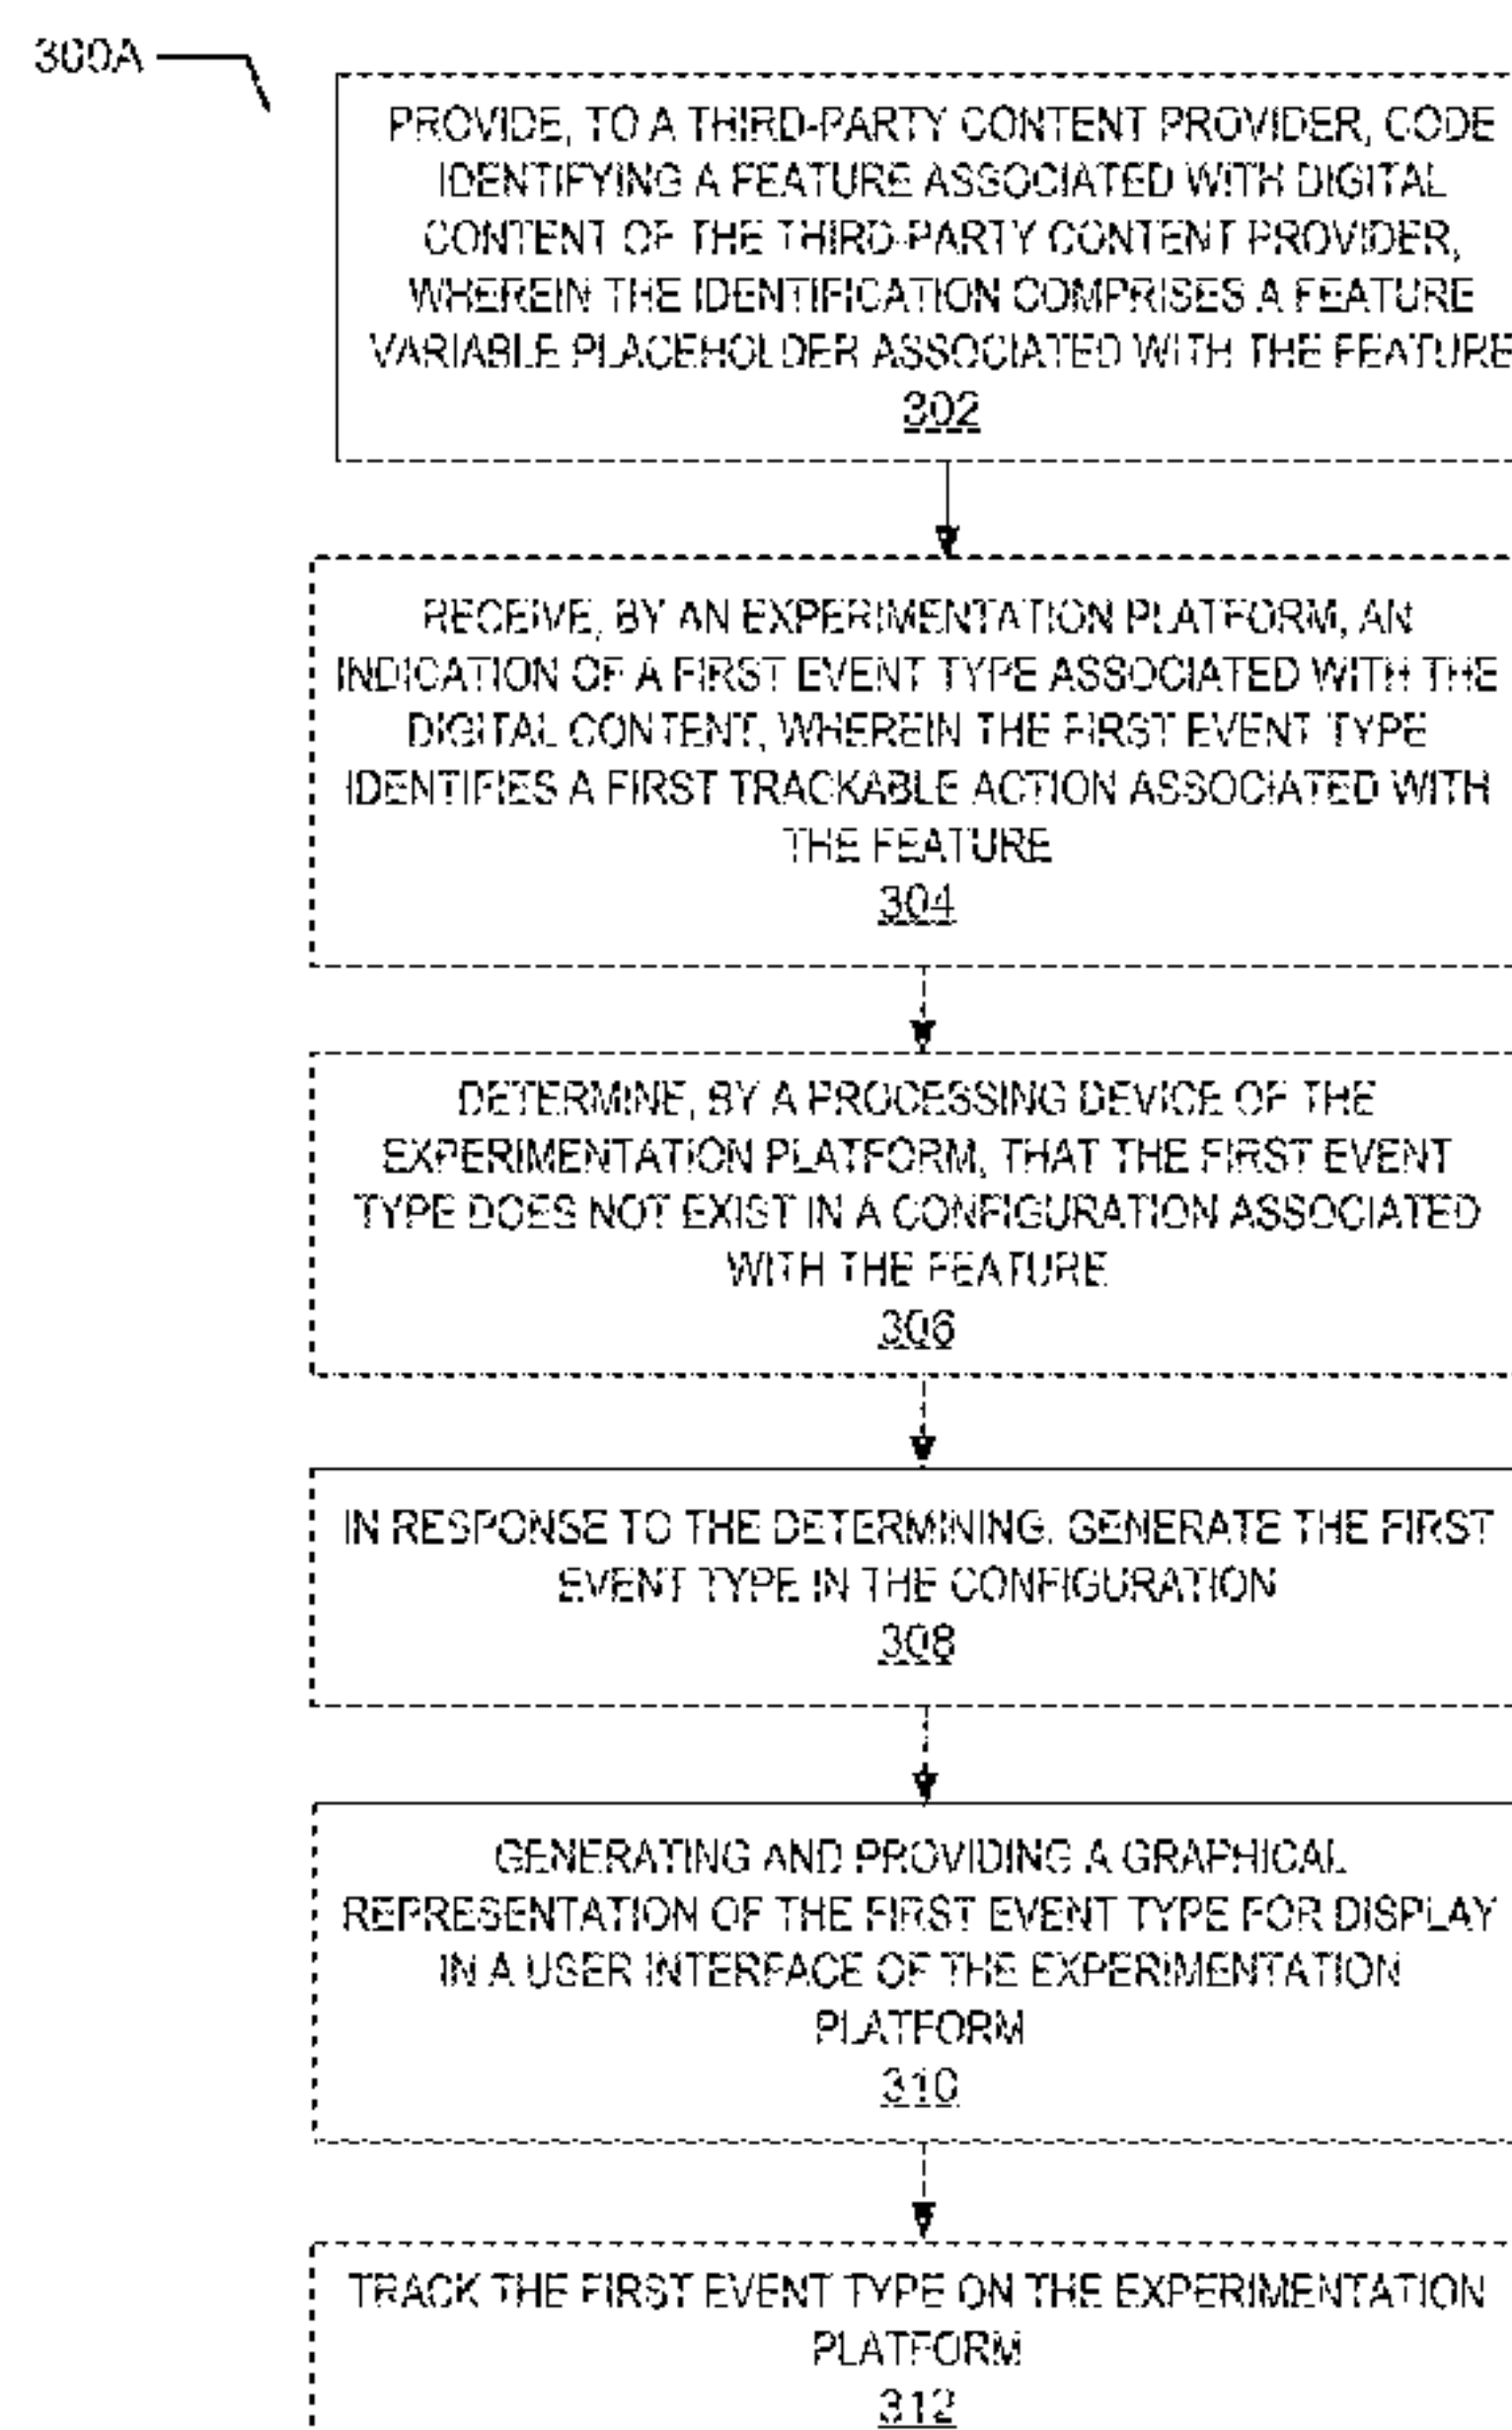 300A
PROVIDE, TO A THIRD-PARTY CONTENT PROVIDER, CODE
IDENTIFYING A FEATURE ASSOCIATED WITH DIGITAL
CONTENT OF THE THIRD-PARTY CONTENT PROVIDER,
WHEREIN THE IDENTIFICATION COMPRISES A FEATURE
VARIABLE PLACEHOLDER ASSOCIATED WITH THE FEATURE
302
RECEIVE, BY AN EXPERIMENTATION PLATFORM, AN
INDICATION OF A FIRST EVENT TYPE ASSOCIATED WITH THE
DIGITAL CONTENT, WHEREIN THE FIRST EVENT TYPE
IDENTIFIES A FIRST TRACKABLE ACTION ASSOCIATED WITH
THE FEATURE
304
DETERMINE, BY A PROCESSING DEVICE OF THE
EXPERIMENTATION PLATFORM, THAT THE FIRST EVENT
TYPE DOES NOT EXIST IN A CONFIGURATION ASSOCIATED
WITH THE FEATURE
306
IN RESPONSE TO THE DETERMINING, GENERATE THE FIRST
EVENT TYPE IN THE CONFIGURATION
308
GENERATING AND PROVIDING A GRAPHICAL
REPRESENTATION OF THE FIRST EVENT TYPE FOR DISPLAY
IN A USER INTERFACE OF THE EXPERIMENTATION
PLATFORM
310
TRACK THE FIRST EVENT TYPE ON THE EXPERIMENTATION
PLATFORM
312